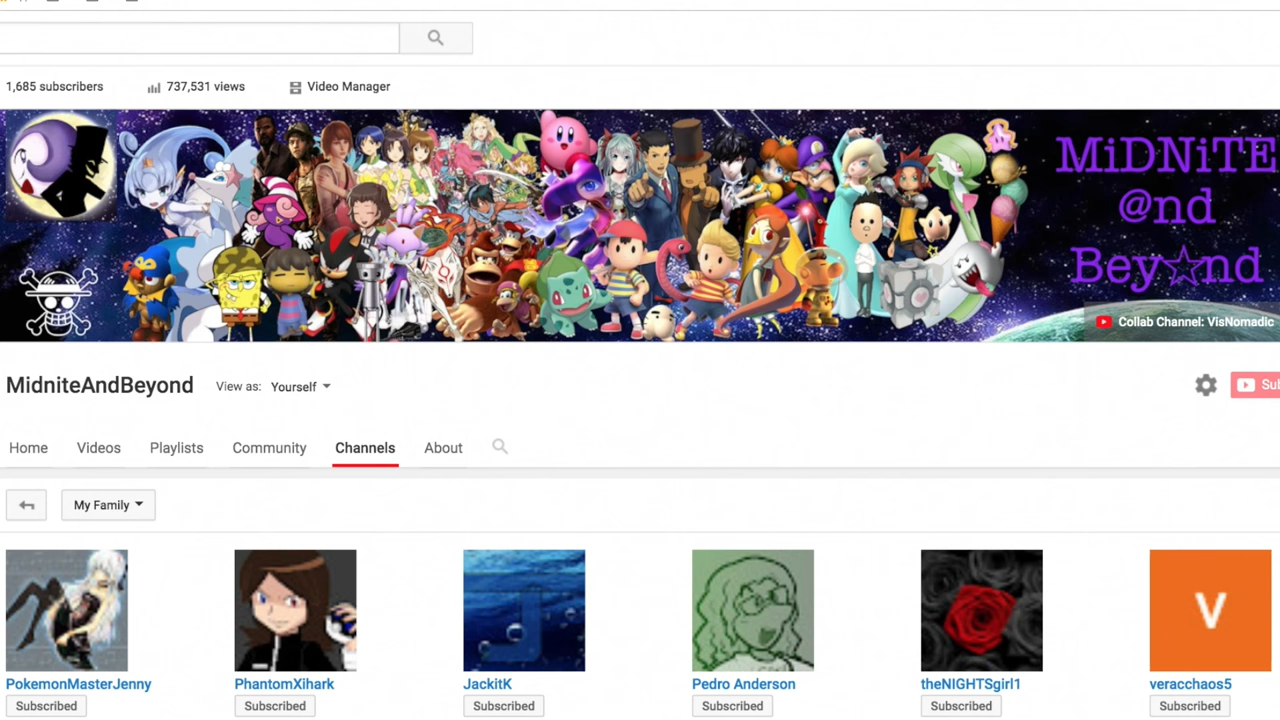 1,685 subscribers 737,531 views Video Manager
MiDNiTE
@nd
Bey☆nd
Collab Channel: VisNomadic
MidniteAndBeyond View as: Yourself
Sub
Home Videos Playlists Community Channels About
My Family
J
V
PokemonMasterJenny PhantomXihark JackitK Pedro Anderson theNIGHTSgirl1 veracchaos5
Subscribed Subscribed Subscribed Subscribed Subscribed Subscribed